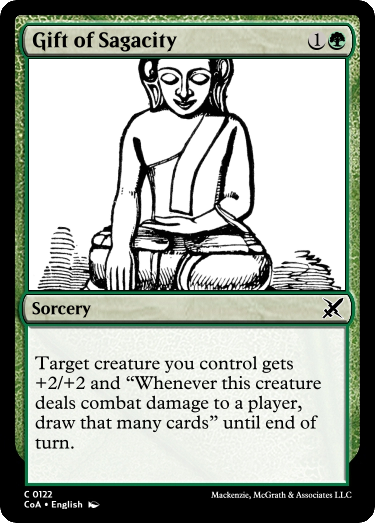 Gift of Sagacity 1
Sorcery
Target creature you control gets
+2/+2 and “Whenever this creature
deals combat damage to a player,
draw that many cards” until end of
turn.
C 0122
CoA • English
Mackenzie, McGrath & Associates LLC